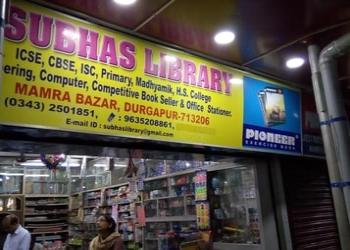 SUBHAS LIBRARY
ICSE, CBSE, ISC, Primary, Madhyamik, H.S. College
ering, Computer, Competitive Book Seller & Office Stationer.
MAMRA BAZAR, DURGAPUR-713206
(0343) 2501851, : 9635208861,
E-mail ID : subhaslibrary@gmail.com
PIONEER
EXERCISE BOOK